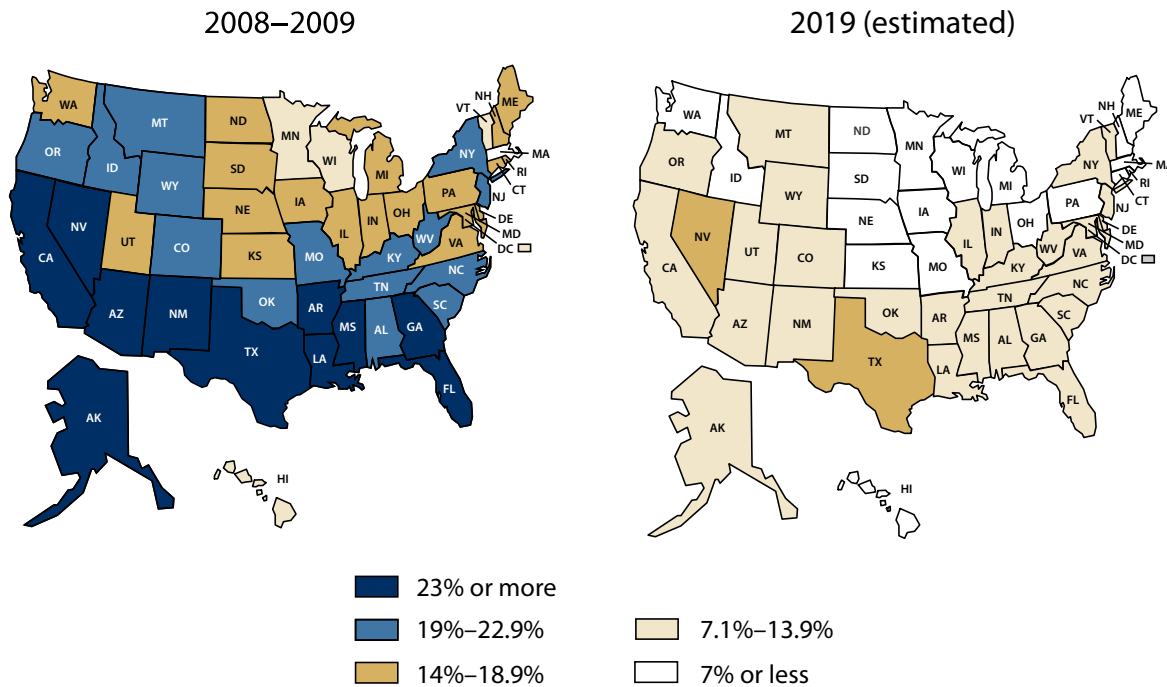 2008–2009
WA
MT
ND
MN
VT
NH
ME
OR
ID
WY
SD
WI
MI
NY
MA
RI
CT
NJ
NV
UT
CO
NE
IA
IL
IN
OH
PA
DE
MD
DC
WV
VA
CA
KS
MO
KY
NC
TN
SC
AZ
NM
OK
AR
MS
AL
GA
TX
LA
FL
AK
HI
2019 (estimated)
WA
MT
ND
MN
VT
NH
ME
OR
ID
WY
SD
WI
MI
NY
MA
RI
CT
NJ
NV
UT
CO
NE
IA
IL
IN
OH
PA
DE
MD
DC
WV
VA
CA
KS
MO
KY
NC
TN
SC
AZ
NM
OK
AR
MS
AL
GA
TX
LA
FL
AK
HI
23% or more
19%–22.9%
14%–18.9%
7.1%–13.9%
7% or less